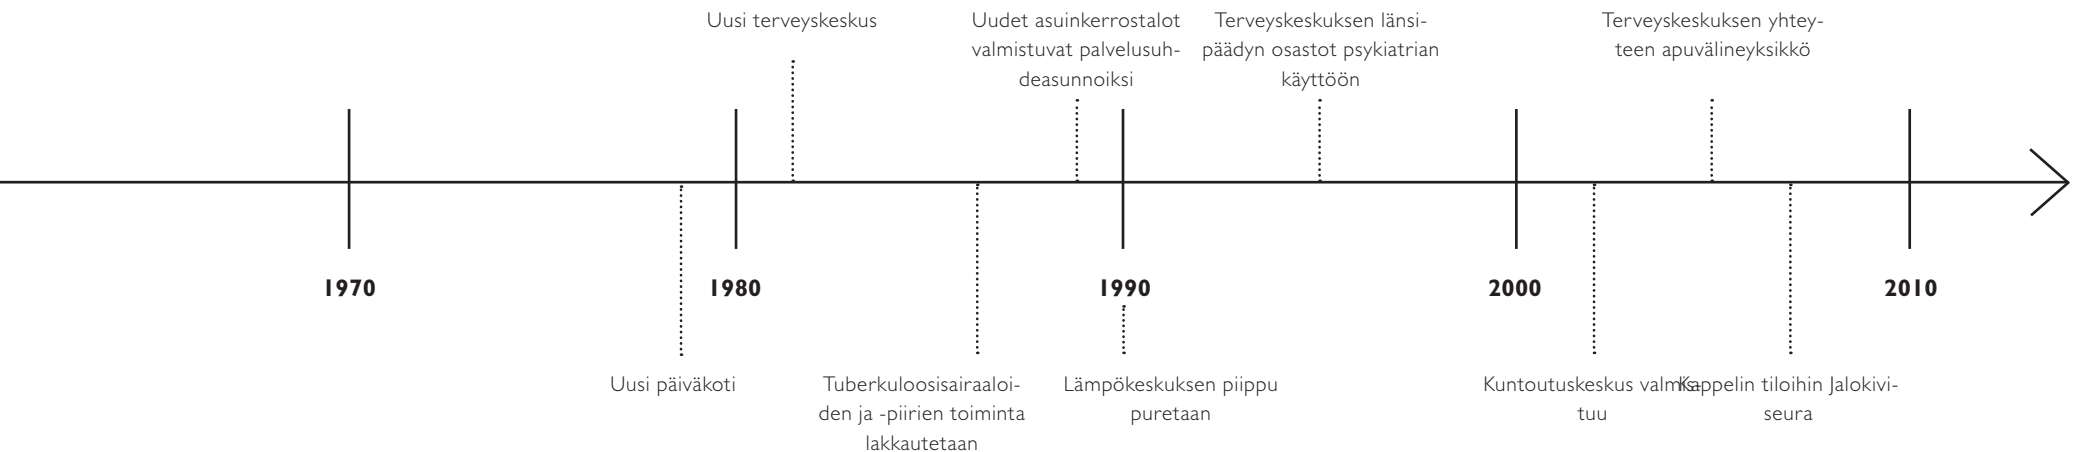 Uusi terveyskeskus
Uudet asuinkerrostalot
valmistuvat palvelusuh-
deasunnoiksi
Terveyskeskuksen länsi-
päädyn osastot psykiatrian
käyttöön
Terveyskeskuksen yhtey-
teen apuvälineyksikkö
1970
1980
1990
2000
2010
Uusi päiväkoti
Tuberkuloosisairaaloi-
den ja -piirien toiminta
lakkautetaan
Lämpökeskuksen piippu
puretaan
Kuntoutuskeskus valmis-
tuu
Kappelin tiloihin Jalokivi-
seura